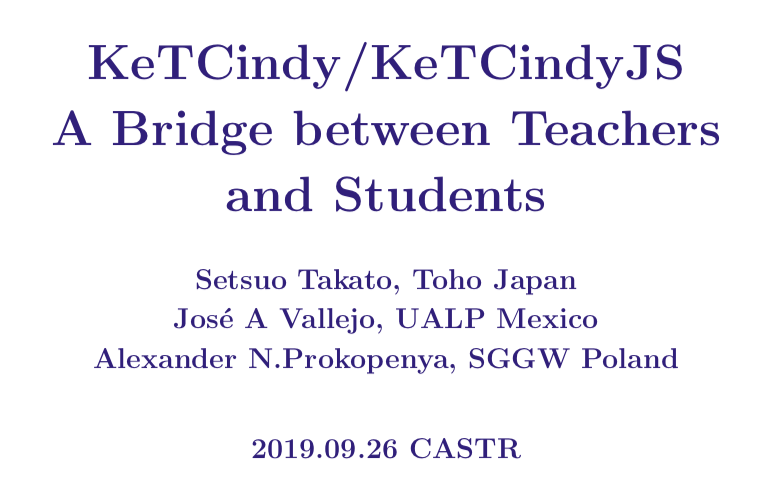 KeTCindy/KeTCindyJS
A Bridge between Teachers
and Students
Setsuo Takato, Toho Japan
José A Vallejo, UALP Mexico
Alexander N.Prokopenya, SGGW Poland
2019.09.26 CASTR